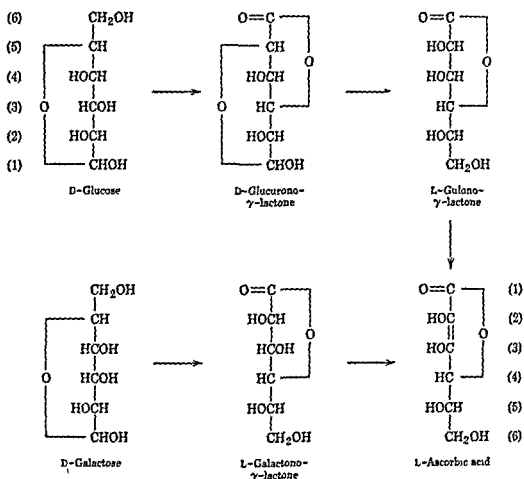 (6) CH₂OH O=C O=C
(5) CH CH HOCH
O O
(4) HOCH HOCH HOCH
(3) O HCOH O HC HC
(2) HOCH HOCH HOCH
(1) CHOH CHOH CH₂OH
D-Glucose D-Glucurono- L-Gulono-
γ-lactone γ-lactone
CH₂OH O=C O=C (1)
CH HOCH HOC (2)
O O
HCOH HCOH HOC (3)
O HCOH HC HC (4)
HOCH HOCH HOCH (5)
CHOH CH₂OH CH₂OH (6)
D-Galactose L-Galactono- L-Ascorbic acid
γ-lactone